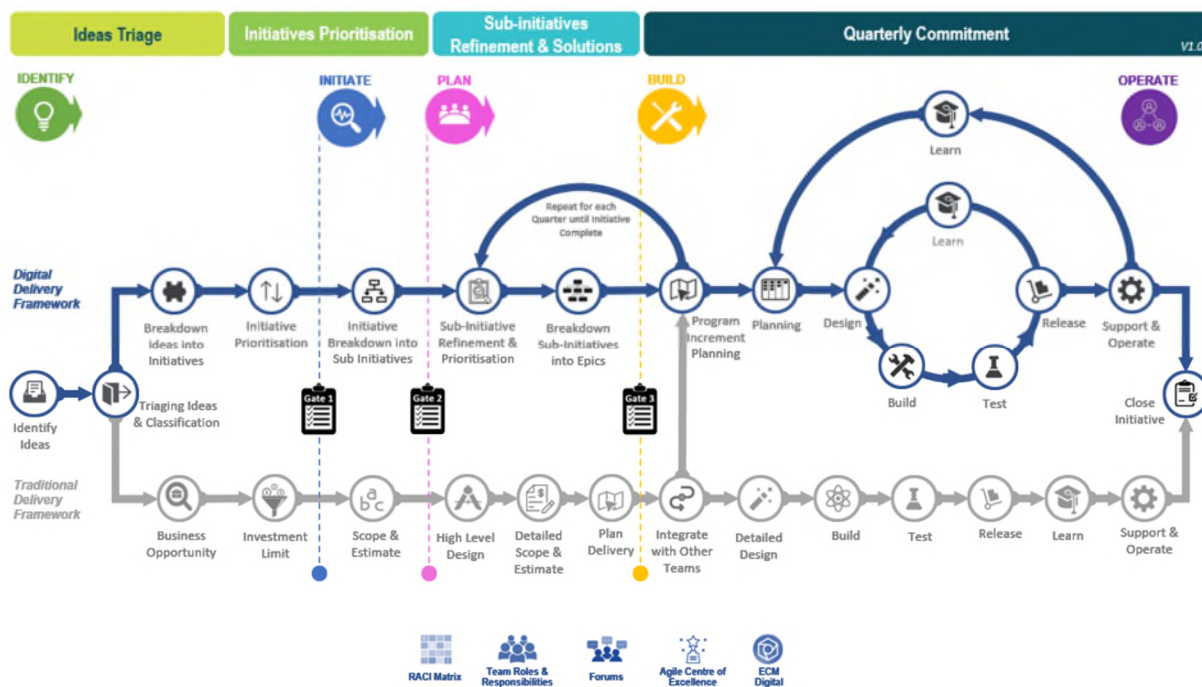 Ideas Triage
Initiatives Prioritisation
Sub-initiatives
Refinement & Solutions
Quarterly Commitment
V1.0
IDENTIFY
INITIATE
PLAN
BUILD
OPERATE
Learn
Repeat for each
Quarter until Initiative
Complete
Learn
Digital
Delivery
Framework
Breakdown
Ideas into
Initiatives
Initiative
Prioritisation
Initiative
Breakdown into
Sub Initiatives
Sub-Initiative
Refinement &
Prioritisation
Breakdown
Sub-Initiatives
into Epics
Program
Increment
Planning
Planning
Design
Build
Test
Release
Support &
Operate
Identify
Ideas
Triaging Ideas
& Classification
Gate 1
Gate 2
Gate 3
Close
Initiative
Traditional
Delivery
Framework
Business
Opportunity
Investment
Limit
a
b c
Scope &
Estimate
High Level
Design
Detailed
Scope &
Estimate
Plan
Delivery
Integrate
with Other
Teams
Detailed
Design
Build
Test
Release
Learn
Support &
Operate
RACI Matrix
Team Roles &
Responsibilities
Forums
Agile Centre of
Excellence
ECM
Digital